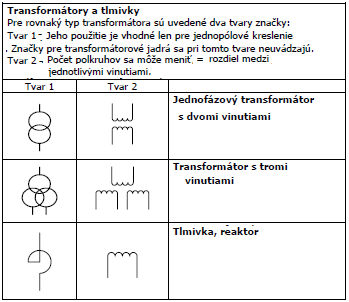 Transformátory a tlmivky
Pre rovnaký typ transformátora sú uvedené dva tvary značky:
Tvar 1 - Jeho použitie je vhodné len pre jednopólové kreslenie
. Značky pre transformátorové jadrá sa pri tomto tvare neuvádzajú.
Tvar 2 - Počet polkruhov sa môže meniť, = rozdiel medzi
jednotlivými vinutiami.
Tvar 1 Tvar 2
Jednofázový transformátor
s dvomi vinutiami
Transformátor s tromi
vinutiami
Tlmivka, reaktor